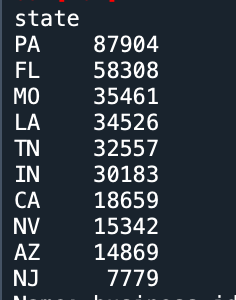 state
PA 87904
FL 58308
MO 35461
LA 34526
TN 32557
IN 30183
CA 18659
NV 15342
AZ 14869
NJ 7779